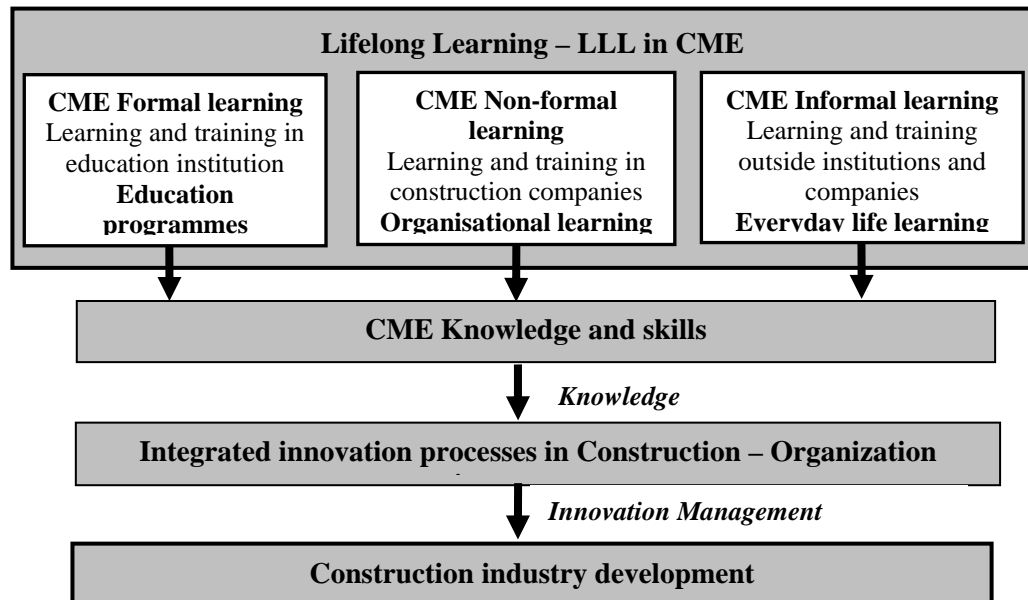 Lifelong Learning – LLL in CME
CME Formal learning
Learning and training in
education institution
Education
programmes
CME Non-formal
learning
Learning and training in
construction companies
Organisational learning
CME Informal learning
Learning and training
outside institutions and
companies
Everyday life learning
CME Knowledge and skills
Knowledge
Integrated innovation processes in Construction – Organization
Innovation Management
Construction industry development